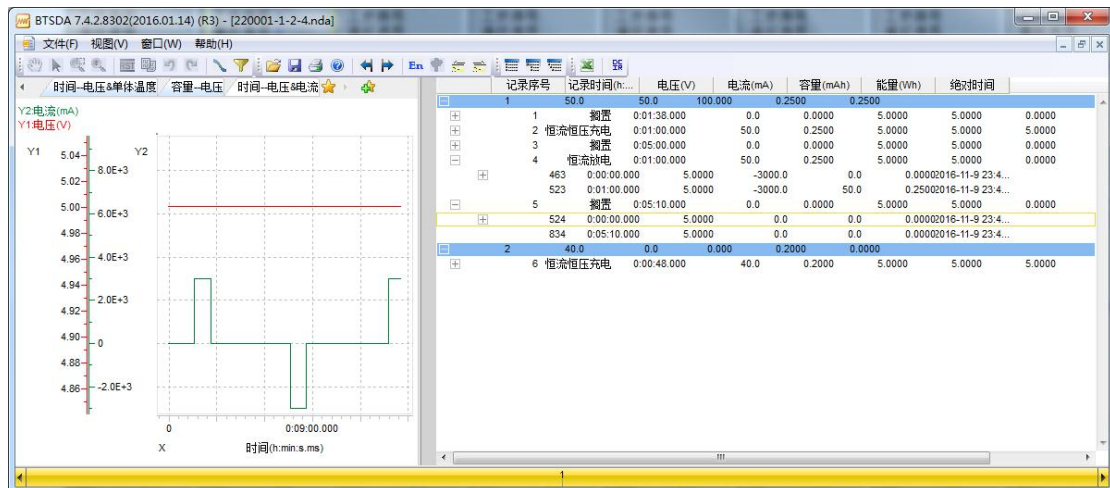 BTSDA 7.4.2.8302(2016.01.14) (R3) - [220001-1-2-4.nda]
文件(F) 视图(V) 窗口(W) 帮助(H)
En
时间--电压&单体温度 容量--电压 时间--电压&电流
Y2:电流(mA)
Y1:电压(V)
Y1 Y2
5.04
8.0E+3
5.02
5.00
6.0E+3
4.98
4.96
4.0E+3
4.94
4.92
2.0E+3
4.90
0
4.88
4.86
-2.0E+3
0 0:09:00.000
X 时间(h:min:s.ms)
记录序号 记录时间(h:... 电压(V) 电流(mA) 容量(mAh) 能量(Wh) 绝对时间
1 50.0 50.0 100.000 0.2500 0.2500
1 搁置 0:01:38.000 0.0 0.0000 5.0000 5.0000 0.0000
2 恒流恒压充电 0:01:00.000 50.0 0.2500 5.0000 5.0000 5.0000
3 搁置 0:05:00.000 0.0 0.0000 5.0000 5.0000 0.0000
4 恒流放电 0:01:00.000 50.0 0.2500 5.0000 5.0000 5.0000
463 0:00:00.000 5.0000 -3000.0 0.0 0.0000 2016-11-9 23:4...
523 0:01:00.000 5.0000 -3000.0 50.0 0.2500 2016-11-9 23:4...
5 搁置 0:05:10.000 0.0 0.0000 5.0000 5.0000 0.0000
524 0:00:00.000 5.0000 0.0 0.0 0.0000 2016-11-9 23:4...
834 0:05:10.000 5.0000 0.0 0.0 0.0000 2016-11-9 23:4...
2 40.0 0.0 0.000 0.2000 0.0000
6 恒流恒压充电 0:00:48.000 40.0 0.2000 5.0000 5.0000 5.0000
1